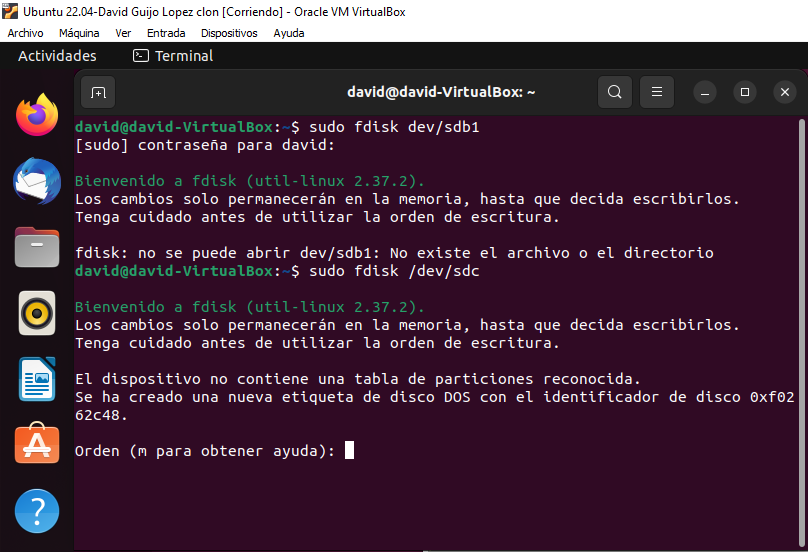 Ubuntu 22.04-David Guijo Lopez clon [Corriendo] - Oracle VM VirtualBox
Archivo Máquina Ver Entrada Dispositivos Ayuda
Actividades Terminal
david@david-VirtualBox: ~
david@david-VirtualBox:~$ sudo fdisk dev/sdb1
[sudo] contraseña para david:
Bienvenido a fdisk (util-linux 2.37.2).
Los cambios solo permanecerán en la memoria, hasta que decida escribirlos.
Tenga cuidado antes de utilizar la orden de escritura.
fdisk: no se puede abrir dev/sdb1: No existe el archivo o el directorio
david@david-VirtualBox:~$ sudo fdisk /dev/sdc
Bienvenido a fdisk (util-linux 2.37.2).
Los cambios solo permanecerán en la memoria, hasta que decida escribirlos.
Tenga cuidado antes de utilizar la orden de escritura.
El dispositivo no contiene una tabla de particiones reconocida.
Se ha creado una nueva etiqueta de disco DOS con el identificador de disco 0xf02
62c48.
Orden (m para obtener ayuda):